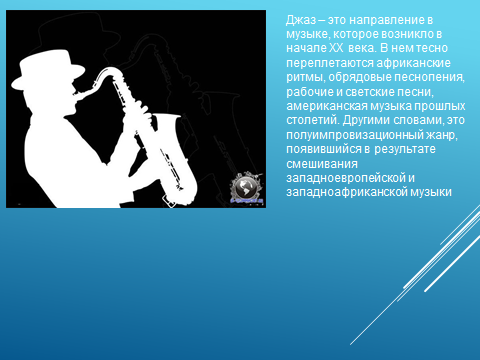 Джаз – это направление в
музыке, которое возникло в
начале XX века. В нем тесно
переплетаются африканские
ритмы, обрядовые песнопения,
рабочие и светские песни,
американская музыка прошлых
столетий. Другими словами, это
полуимпровизационный жанр,
появившийся в результате
смешивания
западноевропейской и
западноафриканской музыки